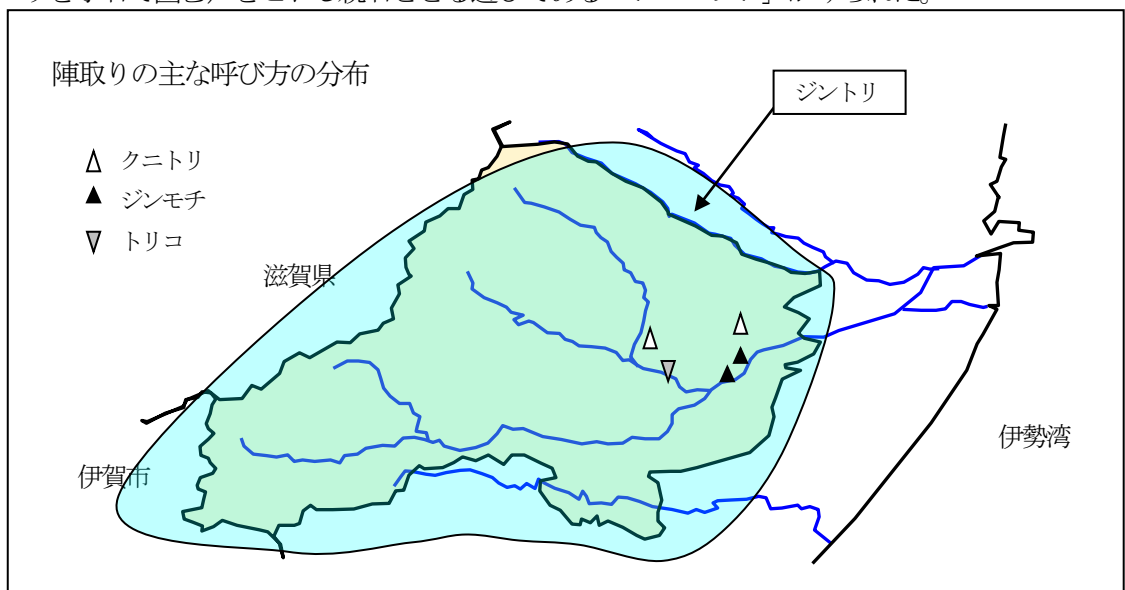 陣取りの主な呼び方の分布
ジントリ
クニトリ
ジンモチ
トリコ
滋賀県
伊勢湾
伊賀市